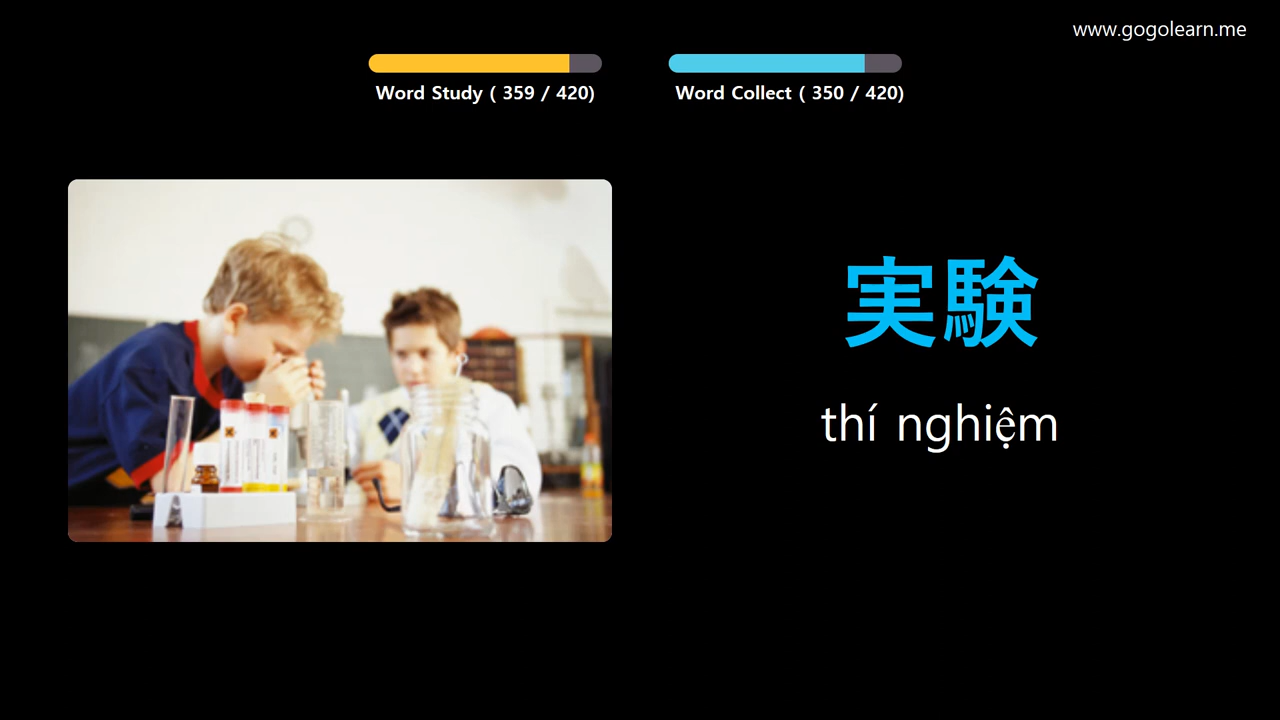 www.gogolearn.me
Word Study ( 359 / 420)
Word Collect ( 350 / 420)
実験
thí nghiệm